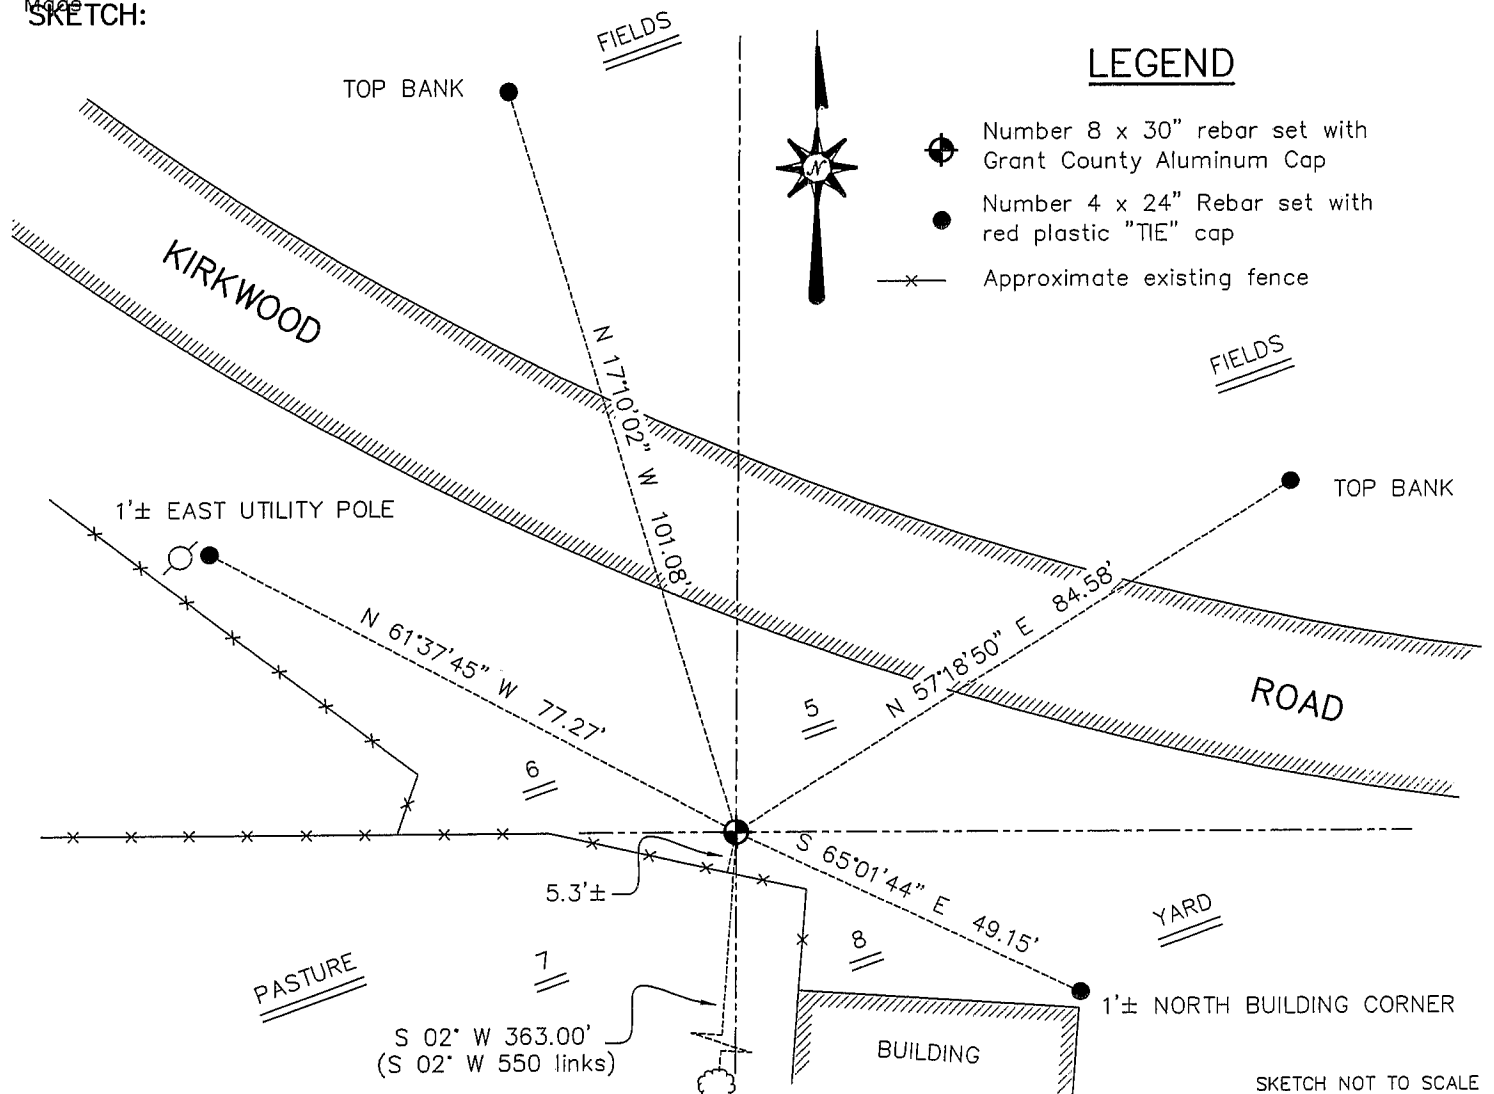 SKETCH:
FIELDS
TOP BANK
LEGEND
Number 8 x 30" rebar set with
Grant County Aluminum Cap
Number 4 x 24" Rebar set with
red plastic "TIE" cap
Approximate existing fence
N
KIRKWOOD
FIELDS
N 17°10'02" W 101.08'
TOP BANK
1'± EAST UTILITY POLE
N 61°37'45" W 77.27'
N 57°18'50" E 84.58'
5
ROAD
6
S 65°01'44" E 49.15'
5.3'±
YARD
8
7
PASTURE
1'± NORTH BUILDING CORNER
S 02° W 363.00'
(S 02° W 550 links)
BUILDING
SKETCH NOT TO SCALE